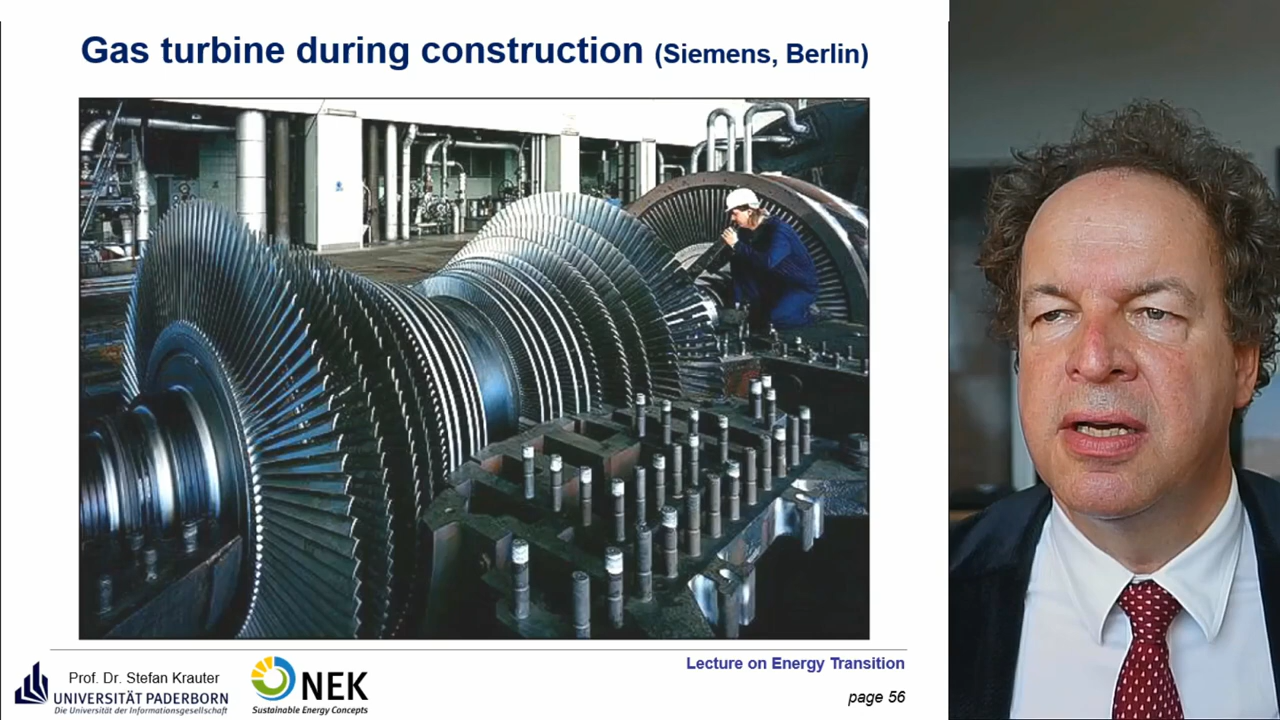 Gas turbine during construction (Siemens, Berlin)
Lecture on Energy Transition
Prof. Dr. Stefan Krauter
UNIVERSITÄT PADERBORN
Die Universität der Informationsgesellschaft
NEK
Sustainable Energy Concepts
page 56